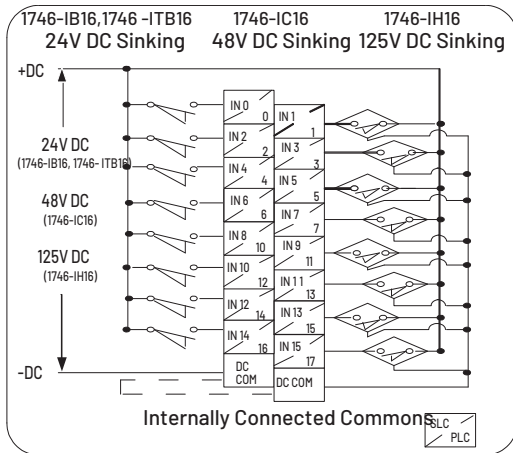 1746-IB16,1746 -ITB16 1746-IC16 1746-IH16
24V DC Sinking 48V DC Sinking 125V DC Sinking
+DC
IN 0
0
IN 1
1
IN 2
2
IN 3
3
24V DC
(1746-IB16, 1746- ITB16)
IN 4
4
IN 5
5
48V DC
(1746-IC16)
IN 6
6
IN 7
7
IN 8
10
IN 9
11
125V DC
(1746-IH16)
IN 10
12
IN 1 1
13
IN 12
14
IN 13
15
IN 14
16
IN 15
17
-DC
DC
COM
DC COM
Internally Connected Commons
SLC
PLC